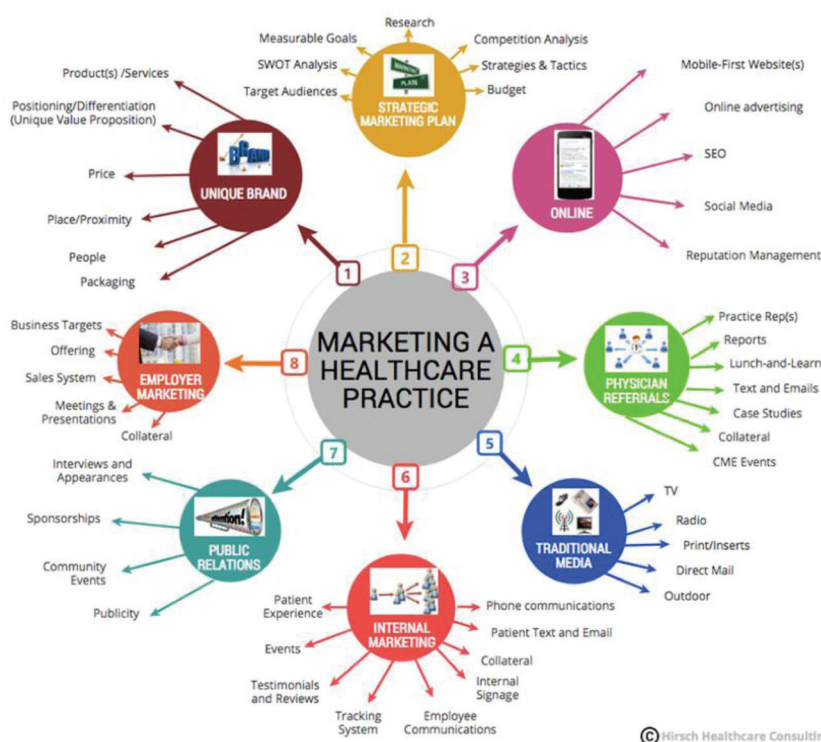 MARKETING A
HEALTHCARE
PRACTICE
1
UNIQUE BRAND
BRAND
Product(s) /Services
Positioning/Differentiation
(Unique Value Proposition)
Price
Place/Proximity
People
Packaging
2
MARKETING
PLAN
STRATEGIC
MARKETING PLAN
Target Audiences
SWOT Analysis
Measurable Goals
Research
Competition Analysis
Strategies & Tactics
Budget
3
ONLINE
Mobile-First Website(s)
Online advertising
SEO
Social Media
Reputation Management
4
PHYSICIAN
REFERRALS
Practice Rep(s)
Reports
Lunch-and-Learn
Text and Emails
Case Studies
Collateral
CME Events
5
TRADITIONAL
MEDIA
TV
Radio
Print/Inserts
Direct Mail
Outdoor
6
INTERNAL
MARKETING
Phone communications
Patient Text and Email
Collateral
Internal
Signage
Employee
Communications
Tracking
System
Testimonials
and Reviews
Events
Patient
Experience
7
PUBLIC
RELATIONS
Interviews and
Appearances
Sponsorships
Community
Events
Publicity
8
EMPLOYER
MARKETING
Business Targets
Offering
Sales System
Meetings &
Presentations
Collateral
© Hirsch Healthcare Consultin